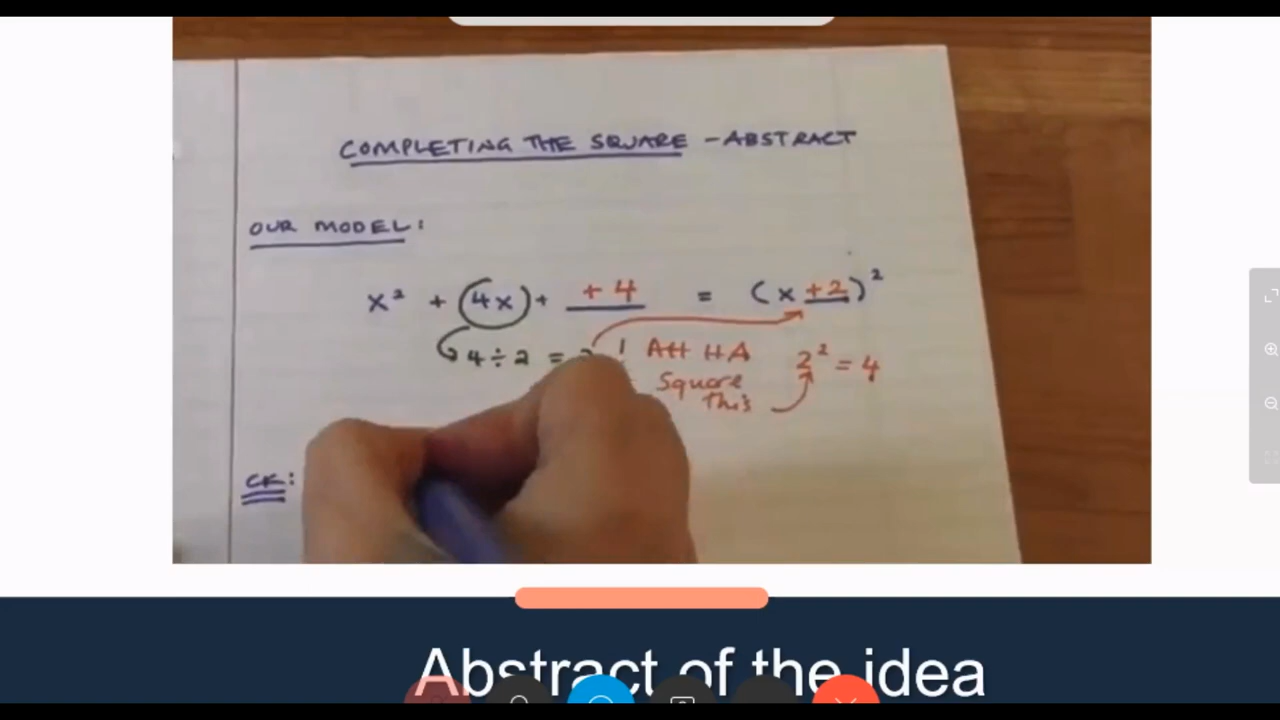 COMPLETING THE SQUARE - ABSTRACT
OUR MODEL:
x² + 4x + + 4 = (x + 2)²
4 ÷ 2 = ! AH HA 2² = 4
Square
this
CK:
Abstract of the idea